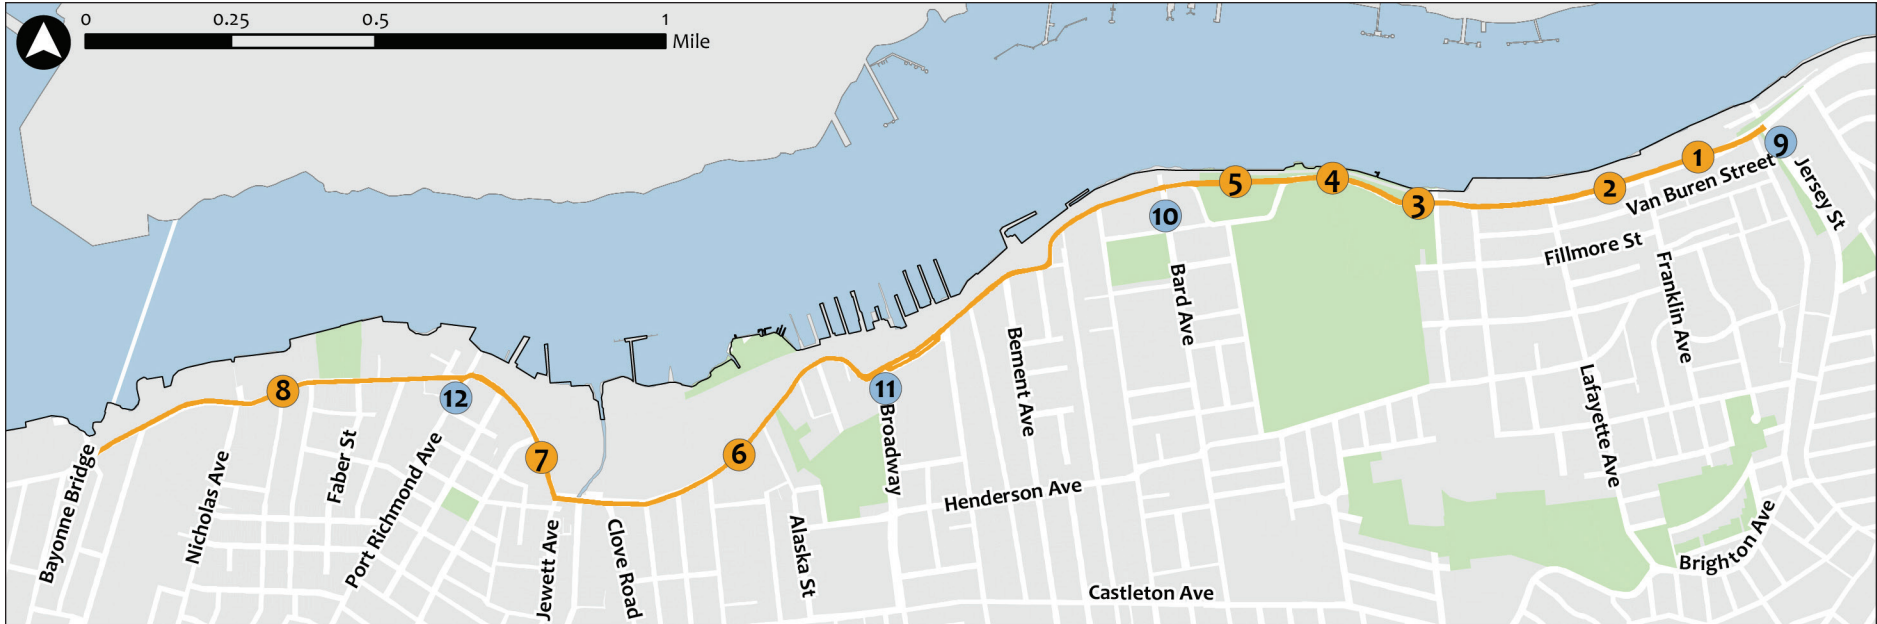 0 0.25 0.5 1
Mile
1
9
2
Van Buren Street
Jersey St
5
4
3
10
Fillmore St
Franklin Ave
Bard Ave
Bement Ave
Lafayette Ave
8
12
11
Broadway
7
6
Faber St
Port Richmond Ave
Nicholas Ave
Bayonne Bridge
Henderson Ave
Jewett Ave
Clove Road
Alaska St
Brighton Ave
Castleton Ave